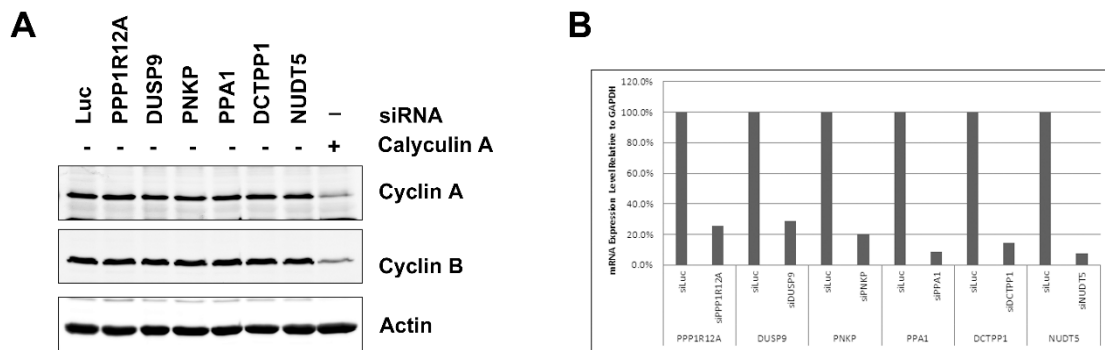 A
Luc
PPP1R12A
DUSP9
PNKP
PPA1
DCTPP1
NUDT5
– siRNA
- - - - - - - + Calyculin A
Cyclin A
Cyclin B
Actin
B
mRNA Expression Level Relative to GAPDH
120.0%
100.0%
80.0%
60.0%
40.0%
20.0%
0.0%
siLuc
siPPP1R12A
siLuc
siDUSP9
siLuc
siPNKP
siLuc
siPPA1
siLuc
siDCTPP1
siLuc
siNUDT5
PPP1R12A DUSP9 PNKP PPA1 DCTPP1 NUDT5